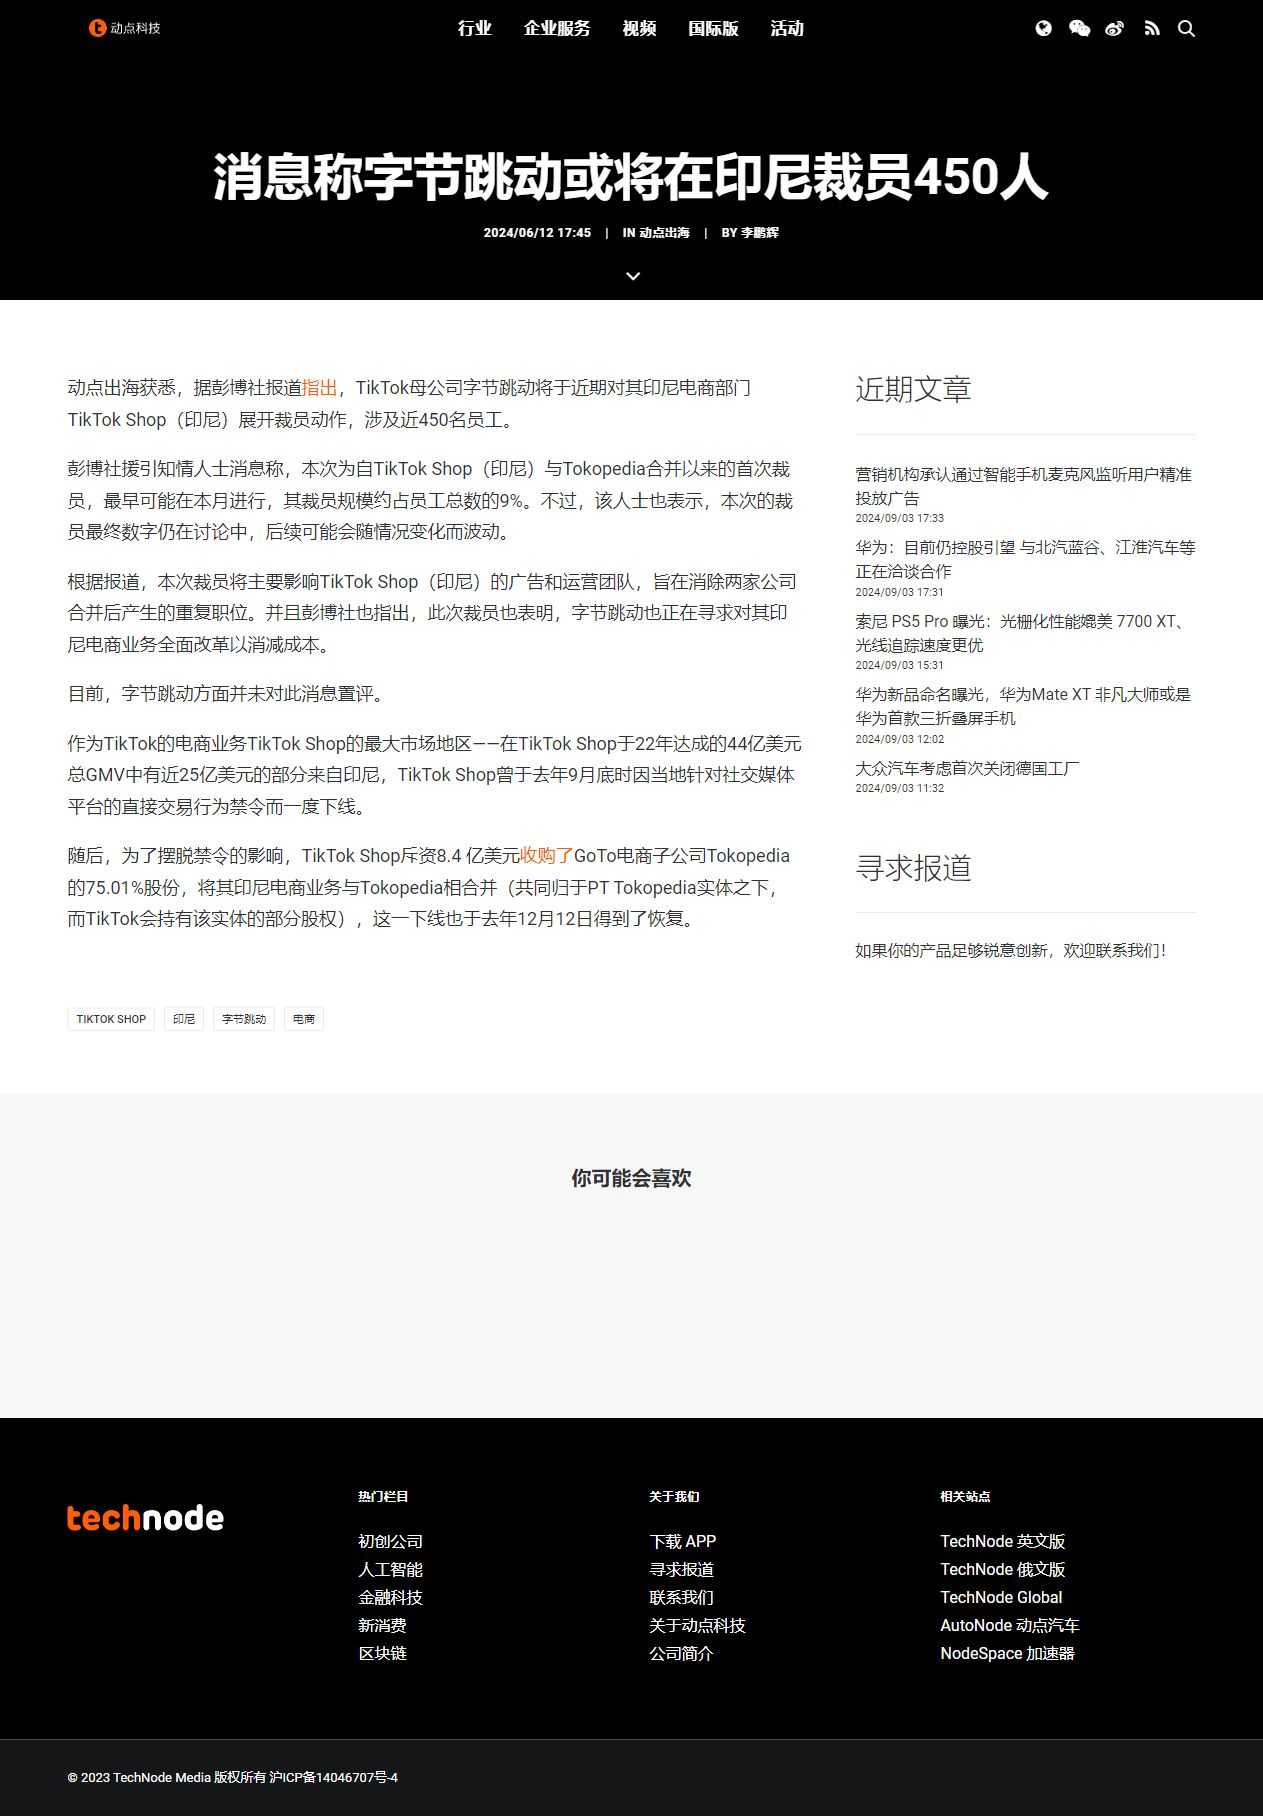 动点科技
行业 企业服务 视频 国际版 活动
消息称字节跳动或将在印尼裁员450人
2024/06/12 17:45 | IN 动点出海 | BY 李鹏辉
动点出海获悉，据彭博社报道指出，TikTok母公司字节跳动将于近期对其印尼电商部门
TikTok Shop（印尼）展开裁员动作，涉及近450名员工。
彭博社援引知情人士消息称，本次为自TikTok Shop（印尼）与Tokopedia合并以来的首次裁
员，最早可能在本月进行，其裁员规模约占员工总数的9%。不过，该人士也表示，本次的裁
员最终数字仍在讨论中，后续可能会随情况变化而波动。
根据报道，本次裁员将主要影响TikTok Shop（印尼）的广告和运营团队，旨在消除两家公司
合并后产生的重复职位。并且彭博社也指出，此次裁员也表明，字节跳动也正在寻求对其印
尼电商业务全面改革以消减成本。
目前，字节跳动方面并未对此消息置评。
作为TikTok的电商业务TikTok Shop的最大市场地区——在TikTok Shop于22年达成的44亿美元
总GMV中有近25亿美元的部分来自印尼，TikTok Shop曾于去年9月底时因当地针对社交媒体
平台的直接交易行为禁令而一度下线。
随后，为了摆脱禁令的影响，TikTok Shop斥资8.4 亿美元收购了GoTo电商子公司Tokopedia
的75.01%股份，将其印尼电商业务与Tokopedia相合并（共同归于PT Tokopedia实体之下，
而TikTok会持有该实体的部分股权），这一下线也于去年12月12日得到了恢复。
TIKTOK SHOP 印尼 字节跳动 电商
近期文章
营销机构承认通过智能手机麦克风监听用户精准
投放广告
2024/09/03 17:33
华为：目前仍控股引望 与北汽蓝谷、江淮汽车等
正在洽谈合作
2024/09/03 17:31
索尼 PS5 Pro 曝光：光栅化性能媲美 7700 XT、
光线追踪速度更优
2024/09/03 15:31
华为新品命名曝光，华为Mate XT 非凡大师或是
华为首款三折叠屏手机
2024/09/03 12:02
大众汽车考虑首次关闭德国工厂
2024/09/03 11:32
寻求报道
如果你的产品足够锐意创新，欢迎联系我们！
你可能会喜欢
technode
热门栏目
初创公司
人工智能
金融科技
新消费
区块链
关于我们
下载 APP
寻求报道
联系我们
关于动点科技
公司简介
相关站点
TechNode 英文版
TechNode 俄文版
TechNode Global
AutoNode 动点汽车
NodeSpace 加速器
© 2023 TechNode Media 版权所有 沪ICP备14046707号-4